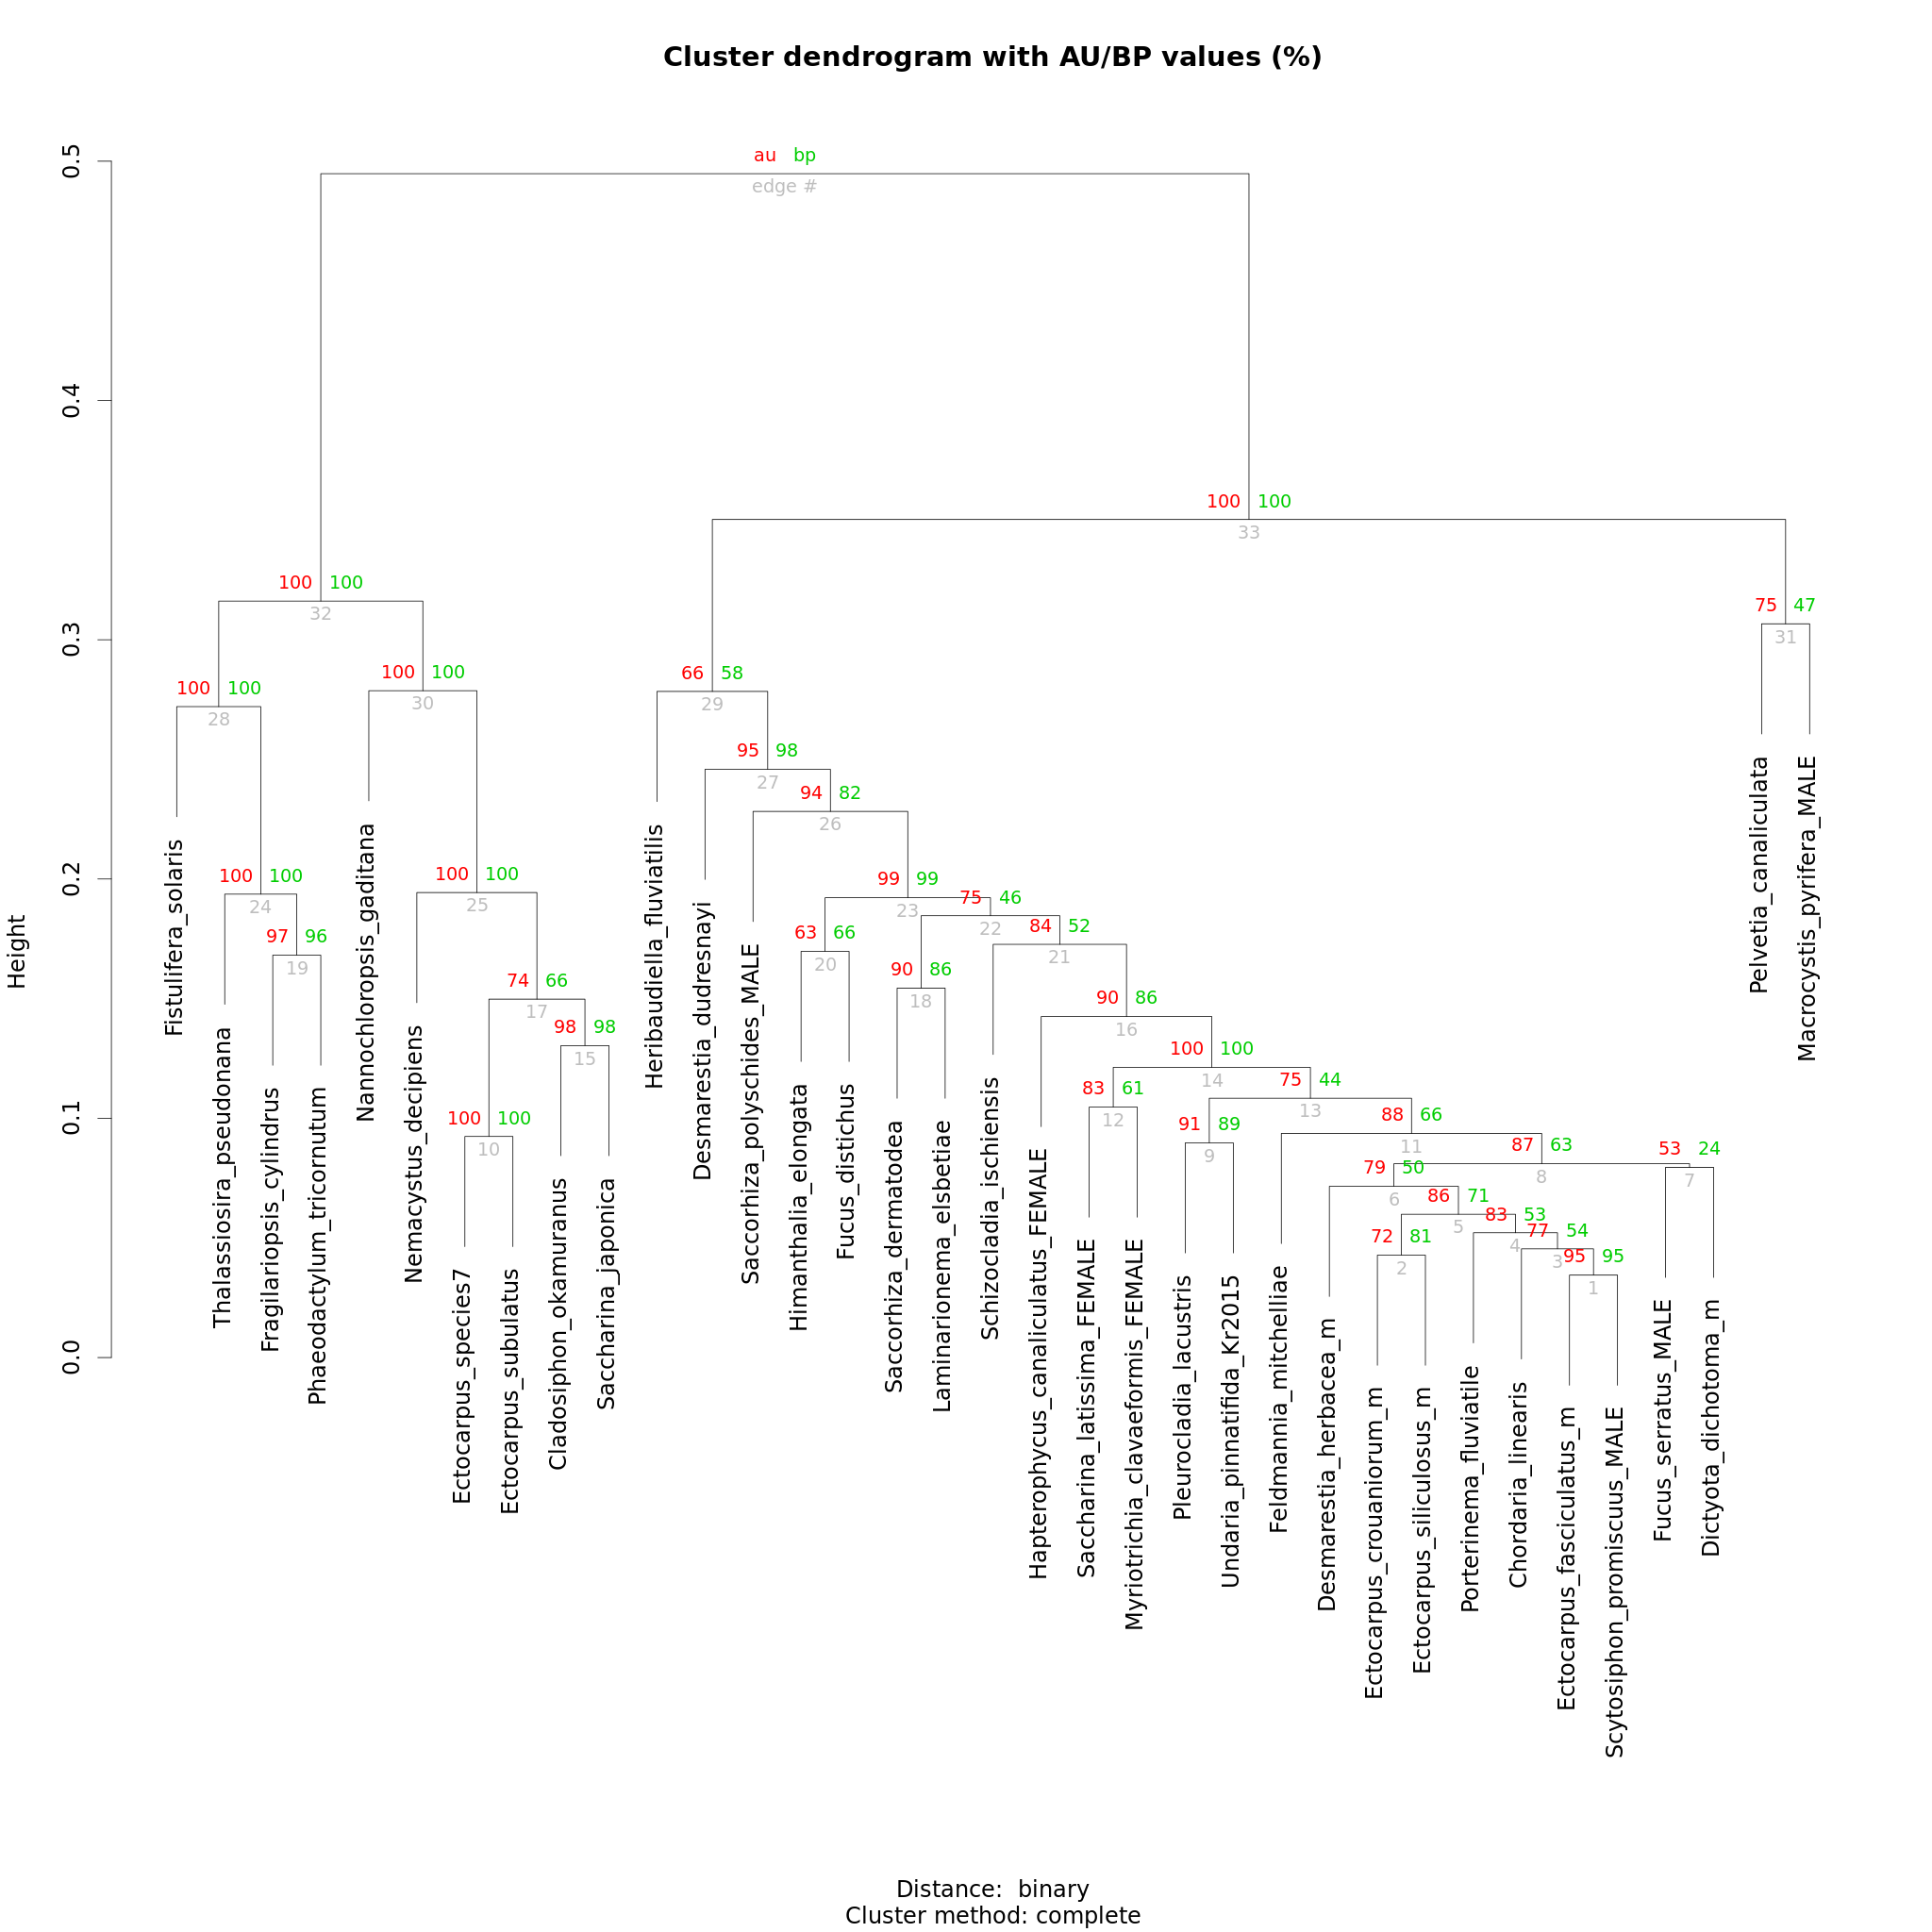 Cluster dendrogram with AU/BP values (%)
au bp
edge #
Height
0.5
0.4
0.3
0.2
0.1
0.0
100 100
33
100 100
32
75 47
31
100 100
30
66 58
29
100 100
28
95 98
27
94 82
26
100 100
25
100 100
24
99 99
23
75 46
22
84 52
21
63 66
20
97 96
19
90 86
18
74 66
17
90 86
16
98 98
15
100 100
14
75 44
13
83 61
12
88 66
11
100 100
10
91 89
9
87 63
8
53 24
7
79 50
6
86 71
5
83 53
4
77 54
3
72 81
2
95 95
1
Fistulifera_solaris
Thalassiosira_pseudonana
Fragilariopsis_cylindrus
Phaeodactylum_tricornutum
Nannochloropsis_gaditana
Nemacystus_decipiens
Ectocarpus_species7
Ectocarpus_subulatus
Cladosiphon_okamuranus
Saccharina_japonica
Heribaudiella_fluviatilis
Desmarestia_dudresnayi
Saccorhiza_polyschides_MALE
Himanthalia_elongata
Fucus_distichus
Saccorhiza_dermatodea
Laminarionema_elsbetiae
Schizocladia_ischiensis
Hapterophycus_canaliculatus_FEMALE
Saccharina_latissima_FEMALE
Myriotrichia_clavaeformis_FEMALE
Pleurocladia_lacustris
Undaria_pinnatifida_Kr2015
Feldmannia_mitchelliae
Desmarestia_herbacea_m
Ectocarpus_crouaniorum_m
Ectocarpus_siliculosus_m
Porterinema_fluviatile
Chordaria_linearis
Ectocarpus_fasciculatus_m
Scytosiphon_promiscuus_MALE
Fucus_serratus_MALE
Dictyota_dichotoma_m
Pelvetia_canaliculata
Macrocystis_pyrifera_MALE
Distance: binary
Cluster method: complete